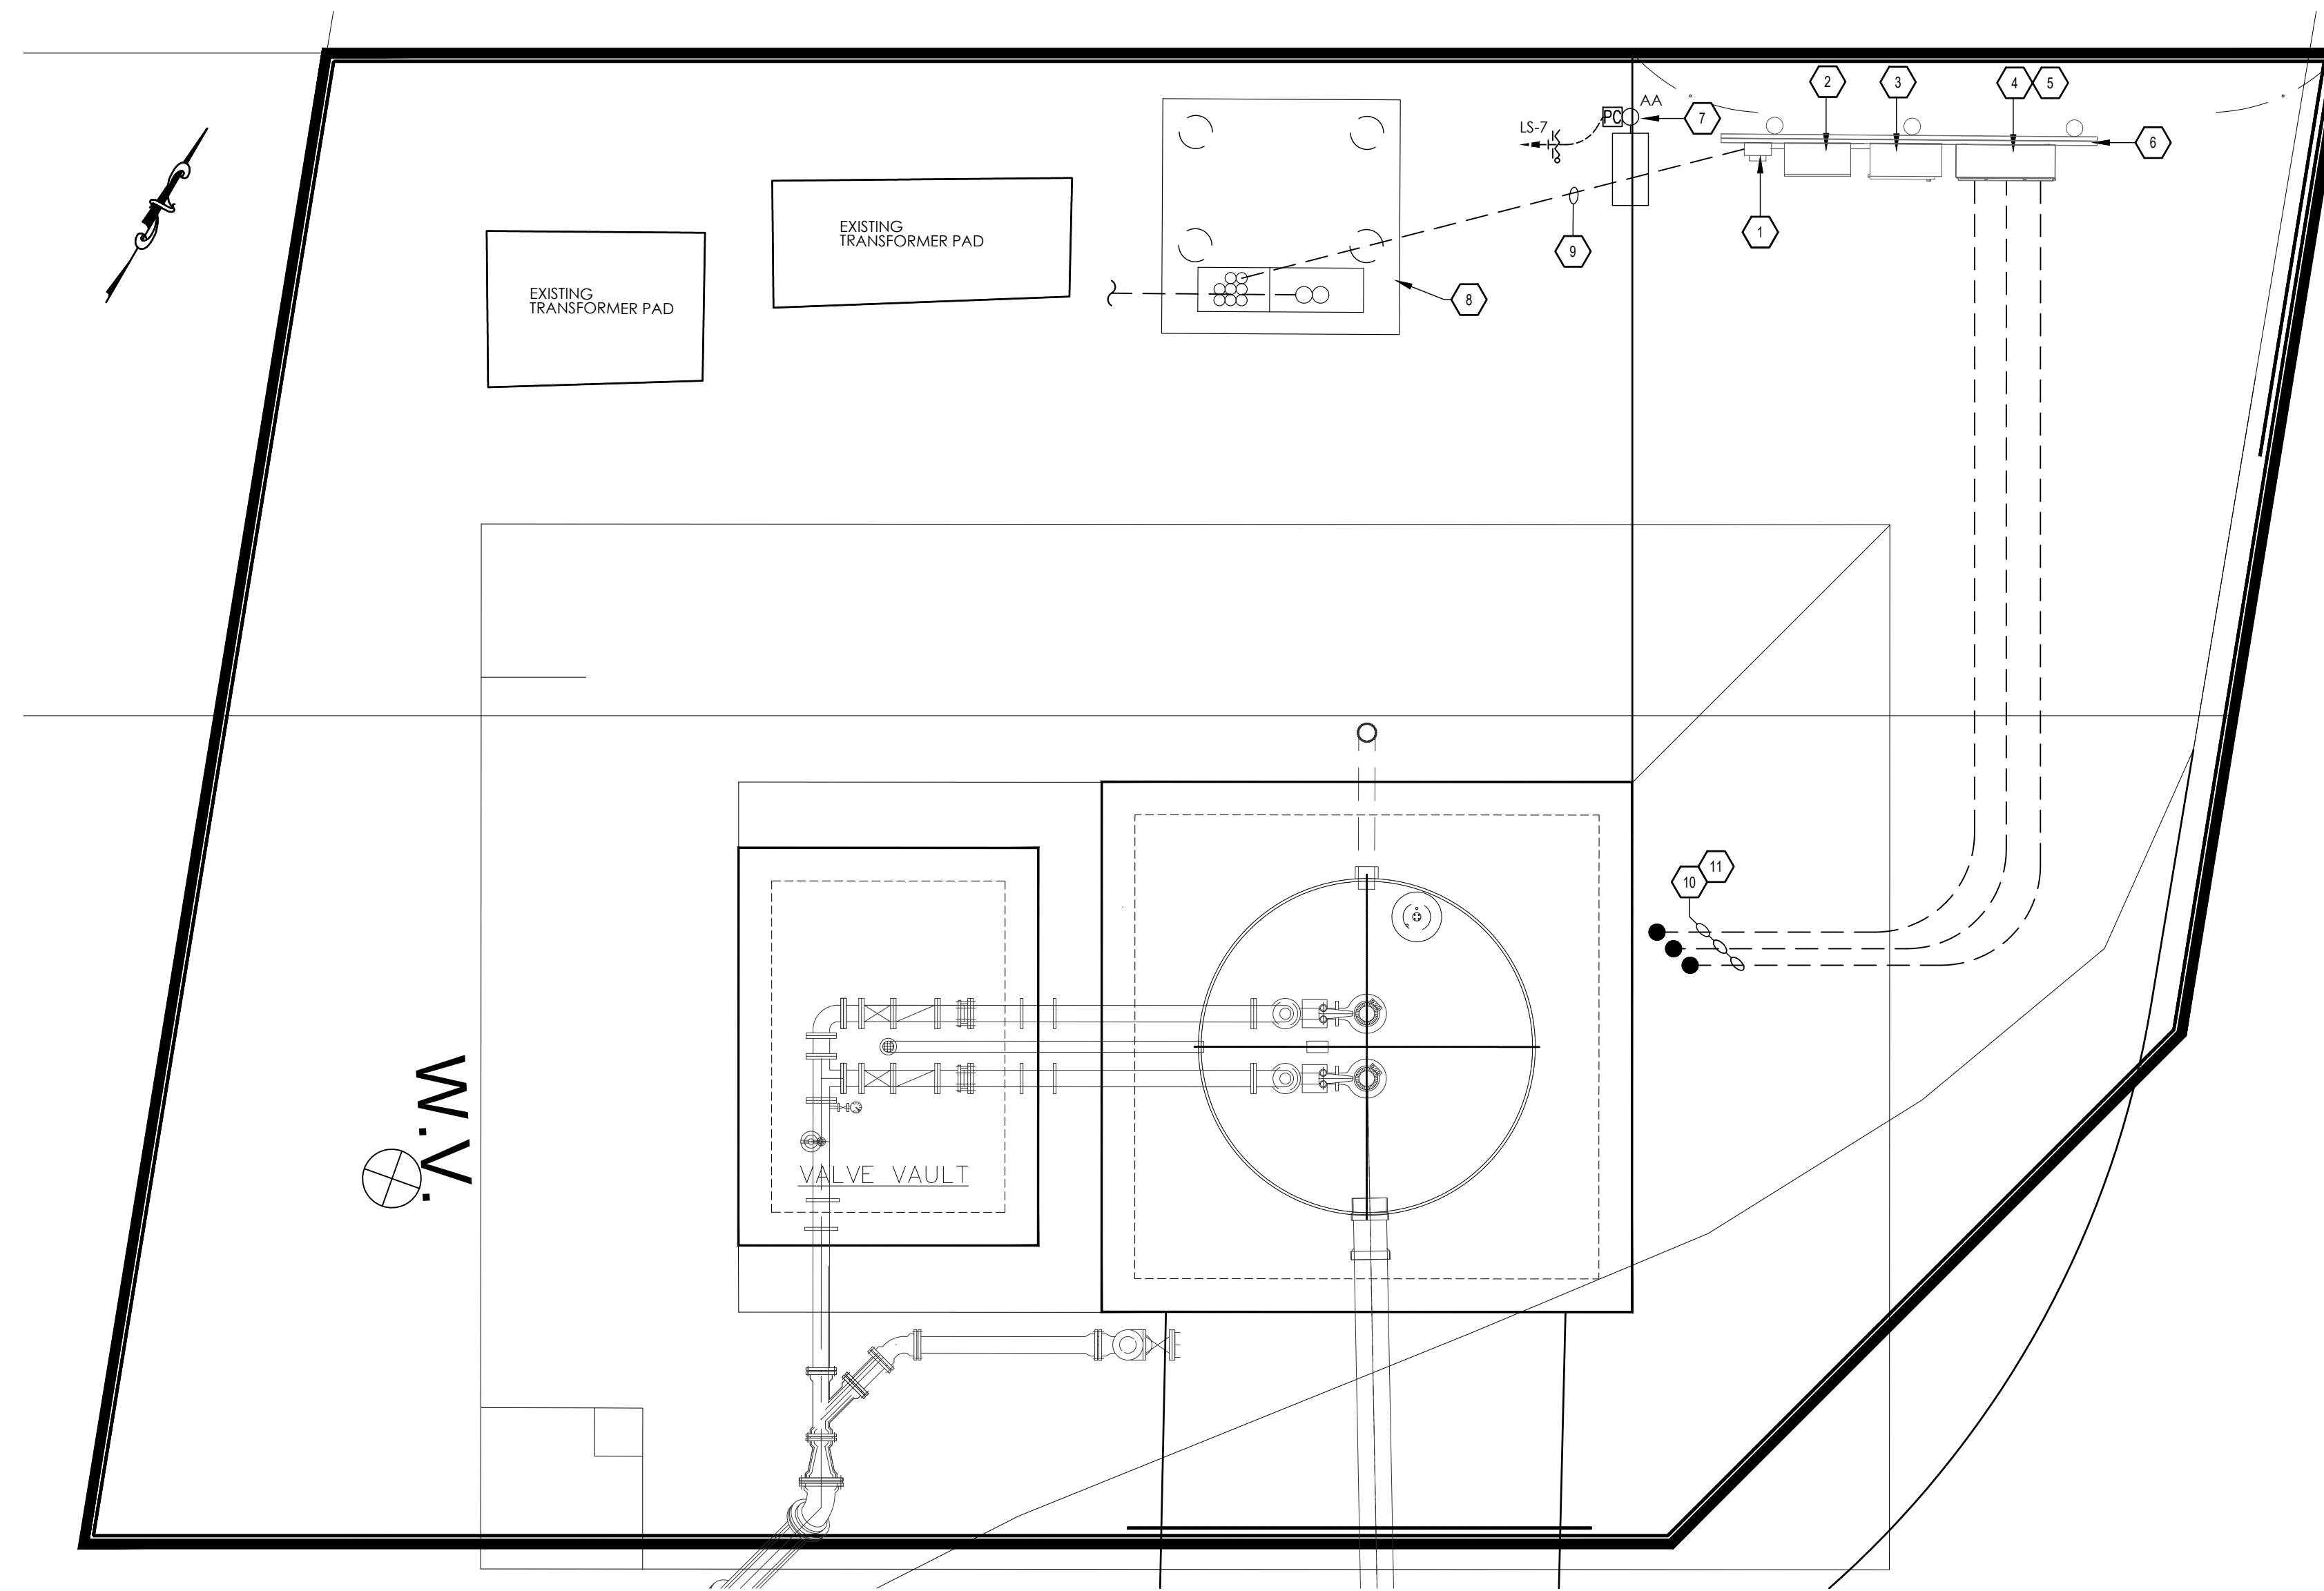 2
3
4
5
AA
PC
7
LS-7
6
1
9
EXISTING
TRANSFORMER PAD
EXISTING
TRANSFORMER PAD
8
11
10
W.V.
VALVE VAULT